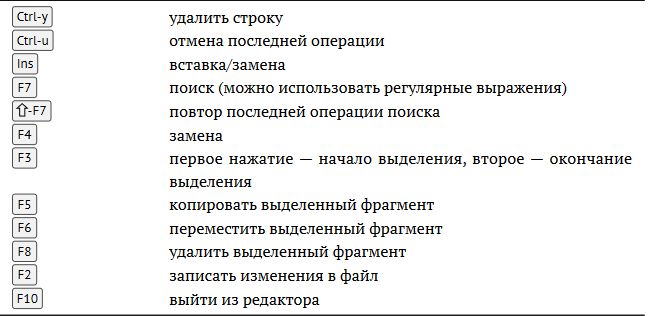 Ctrl-y удалить строку
Ctrl-u отмена последней операции
Ins вставка/замена
F7 поиск (можно использовать регулярные выражения)
⇧-F7 повтор последней операции поиска
F4 замена
F3 первое нажатие — начало выделения, второе — окончание
выделения
F5 копировать выделенный фрагмент
F6 переместить выделенный фрагмент
F8 удалить выделенный фрагмент
F2 записать изменения в файл
F10 выйти из редактора